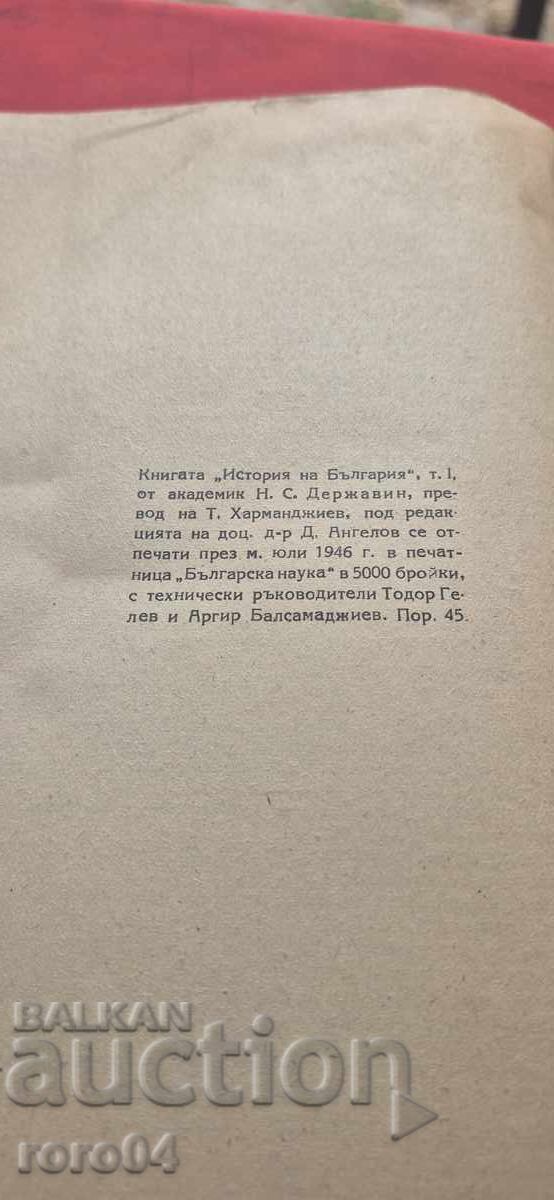 Книгата „История на България“, т. 1,
от академик Н. С. Державин, пре-
вод на Т. Харманджиев, под редак-
цията на доц. д-р Д. Ангелов се от-
печати през м. юли 1946 г. в печат-
ница „Българска наука“ в 5000 бройки,
с технически ръководители Тодор Ге-
лев и Аргир Балсамаджиев. Пор. 45.
BALKAN
auction
roro04